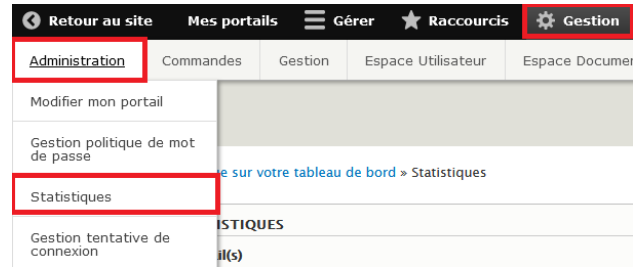 Retour au site Mes portails Gérer Raccourcis Gestion
Administration Commandes Gestion Espace Utilisateur Espace Documen
Modifier mon portail
Gestion politique de mot
de passe
e sur votre tableau de bord » Statistiques
Statistiques
ISTIQUES
Gestion tentative de
connexion
il(s)